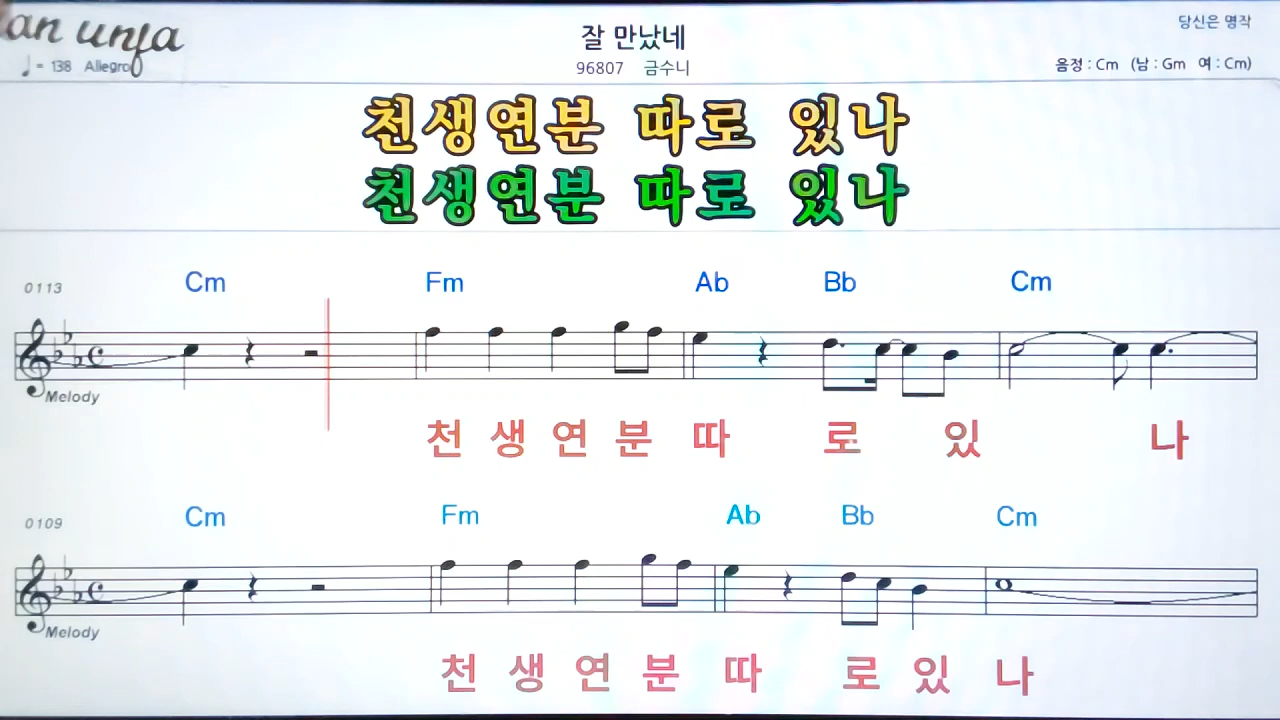 an unfa
당신은 명작
잘 만났네
♩ = 138 Allegro
96807 금수니
음정 : Cm (남 : Gm 여 : Cm)
천생연분 따로 있나
천생연분 따로 있나
0113
Cm Fm Ab Bb Cm
Melody
천 생 연 분 따 로 있 나
0109
Cm Fm Ab Bb Cm
Melody
천 생 연 분 따 로 있 나